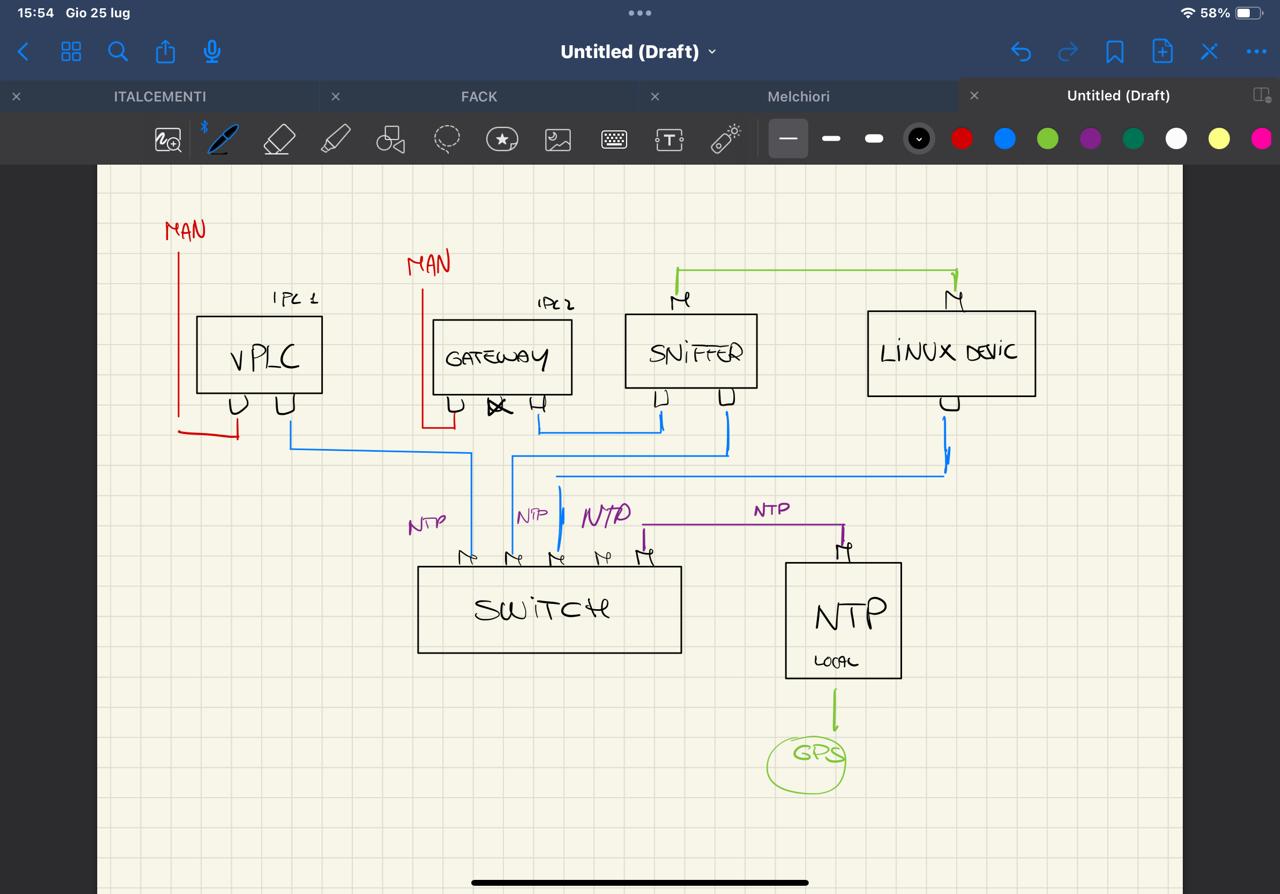 15:54 Gio 25 lug
58%
Untitled (Draft)
ITALCEMENTI
FACK
Melchiori
Untitled (Draft)
MAN
MAN
IPC 1
IPC 2
vPLC
GATEWAY
SNiFFER
LiNUX DEViC
NTP
NTP
NTP
NTP
SWiTCH
NTP
LOCAL
GPS